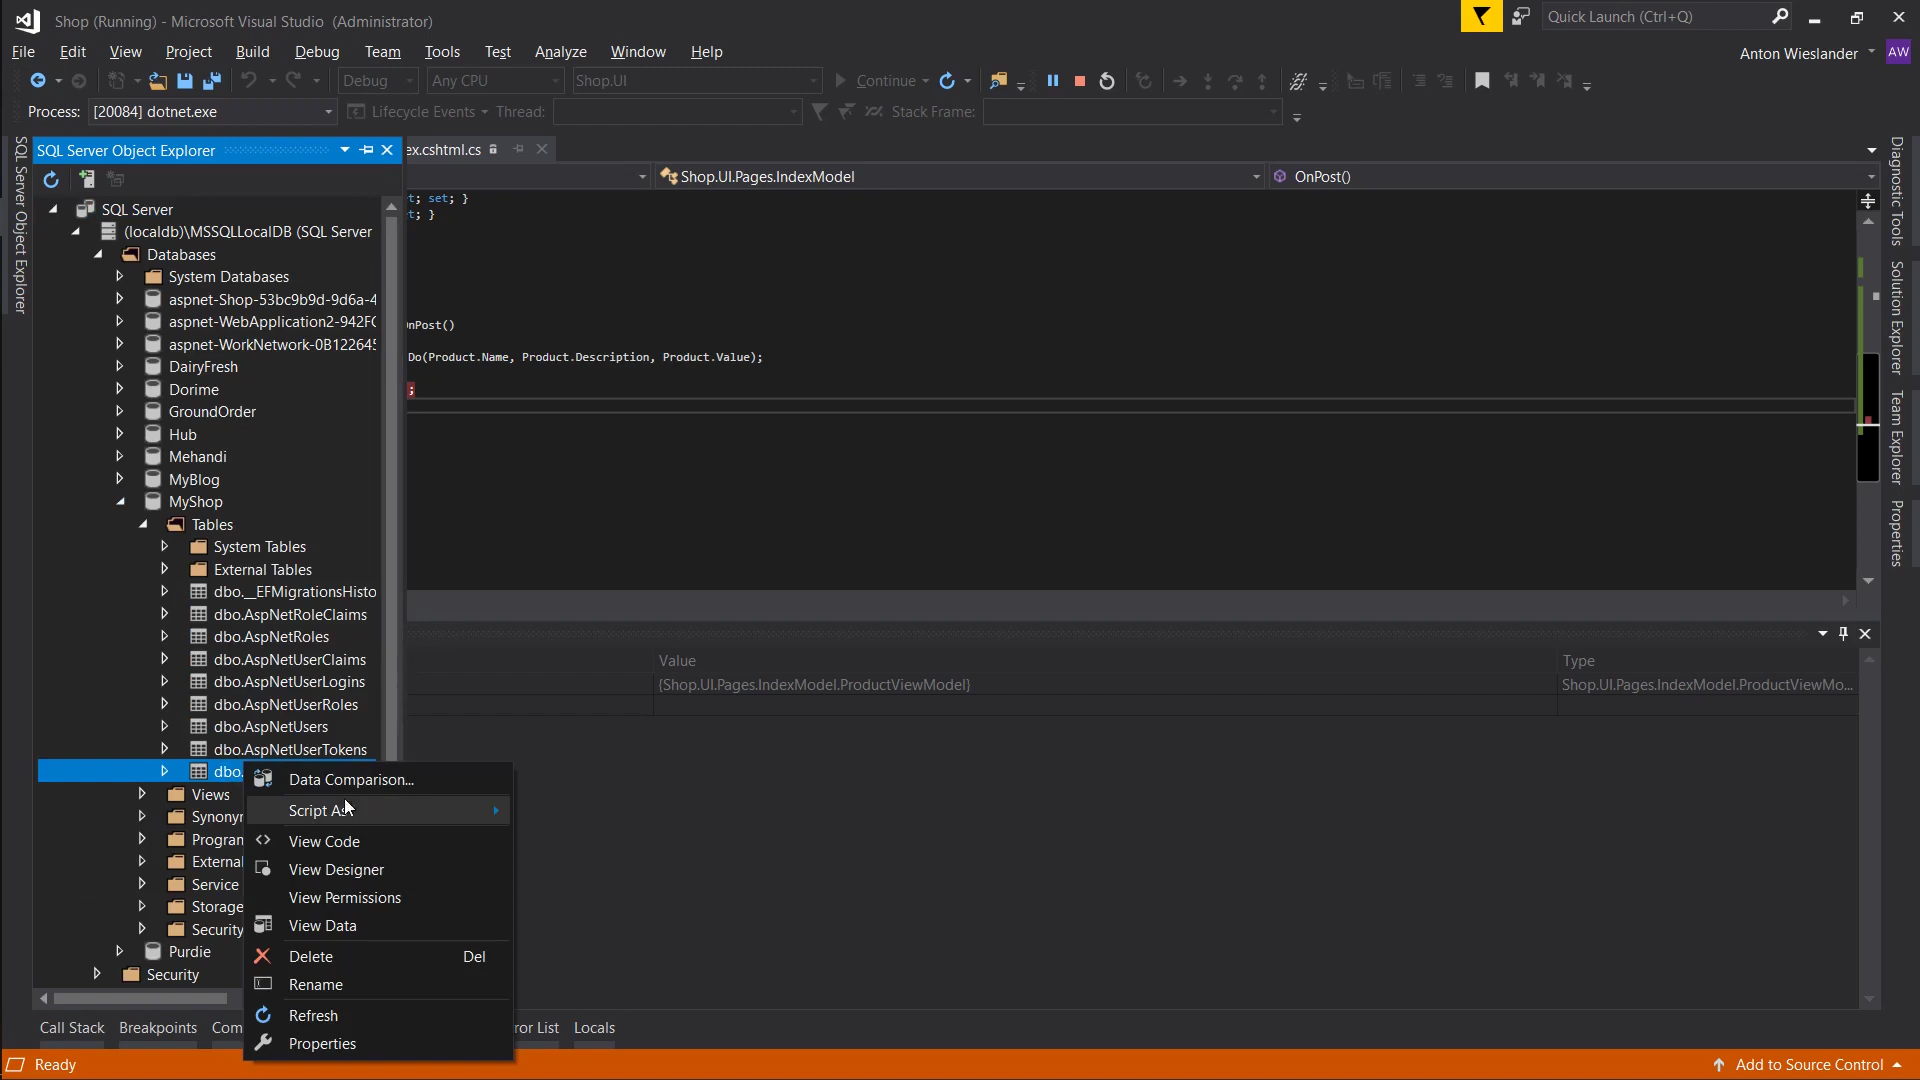 Shop (Running) - Microsoft Visual Studio (Administrator)
Quick Launch (Ctrl+Q)
File Edit View Project Build Debug Team Tools Test Analyze Window Help
Anton Wieslander AW
Debug Any CPU Shop.UI Continue
Process: [20084] dotnet.exe Lifecycle Events Thread: Stack Frame:
SQL Server Object Explorer
SQL Server Object Explorer
ex.cshtml.cs
Shop.UI.Pages.IndexModel
OnPost()
SQL Server
(localdb)\MSSQLLocalDB (SQL Server
Databases
System Databases
aspnet-Shop-53bc9b9d-9d6a-4
aspnet-WebApplication2-942F
aspnet-WorkNetwork-0B122645
DairyFresh
Dorime
GroundOrder
Hub
Mehandi
MyBlog
MyShop
Tables
System Tables
External Tables
dbo.__EFMigrationsHisto
dbo.AspNetRoleClaims
dbo.AspNetRoles
dbo.AspNetUserClaims
dbo.AspNetUserLogins
dbo.AspNetUserRoles
dbo.AspNetUsers
dbo.AspNetUserTokens
dbo.
Views
Synonyr
Progran
External
Service
Storage
Security
Purdie
Security
t; set; }
t; }
nPost()
Do(Product.Name, Product.Description, Product.Value);
;
Value Type
{Shop.UI.Pages.IndexModel.ProductViewModel} Shop.UI.Pages.IndexModel.ProductViewMo...
Data Comparison...
Script As
View Code
View Designer
View Permissions
View Data
Delete Del
Rename
Refresh
Properties
Diagnostic Tools
Solution Explorer
Team Explorer
Properties
Call Stack Breakpoints Com ror List Locals
Ready
Add to Source Control